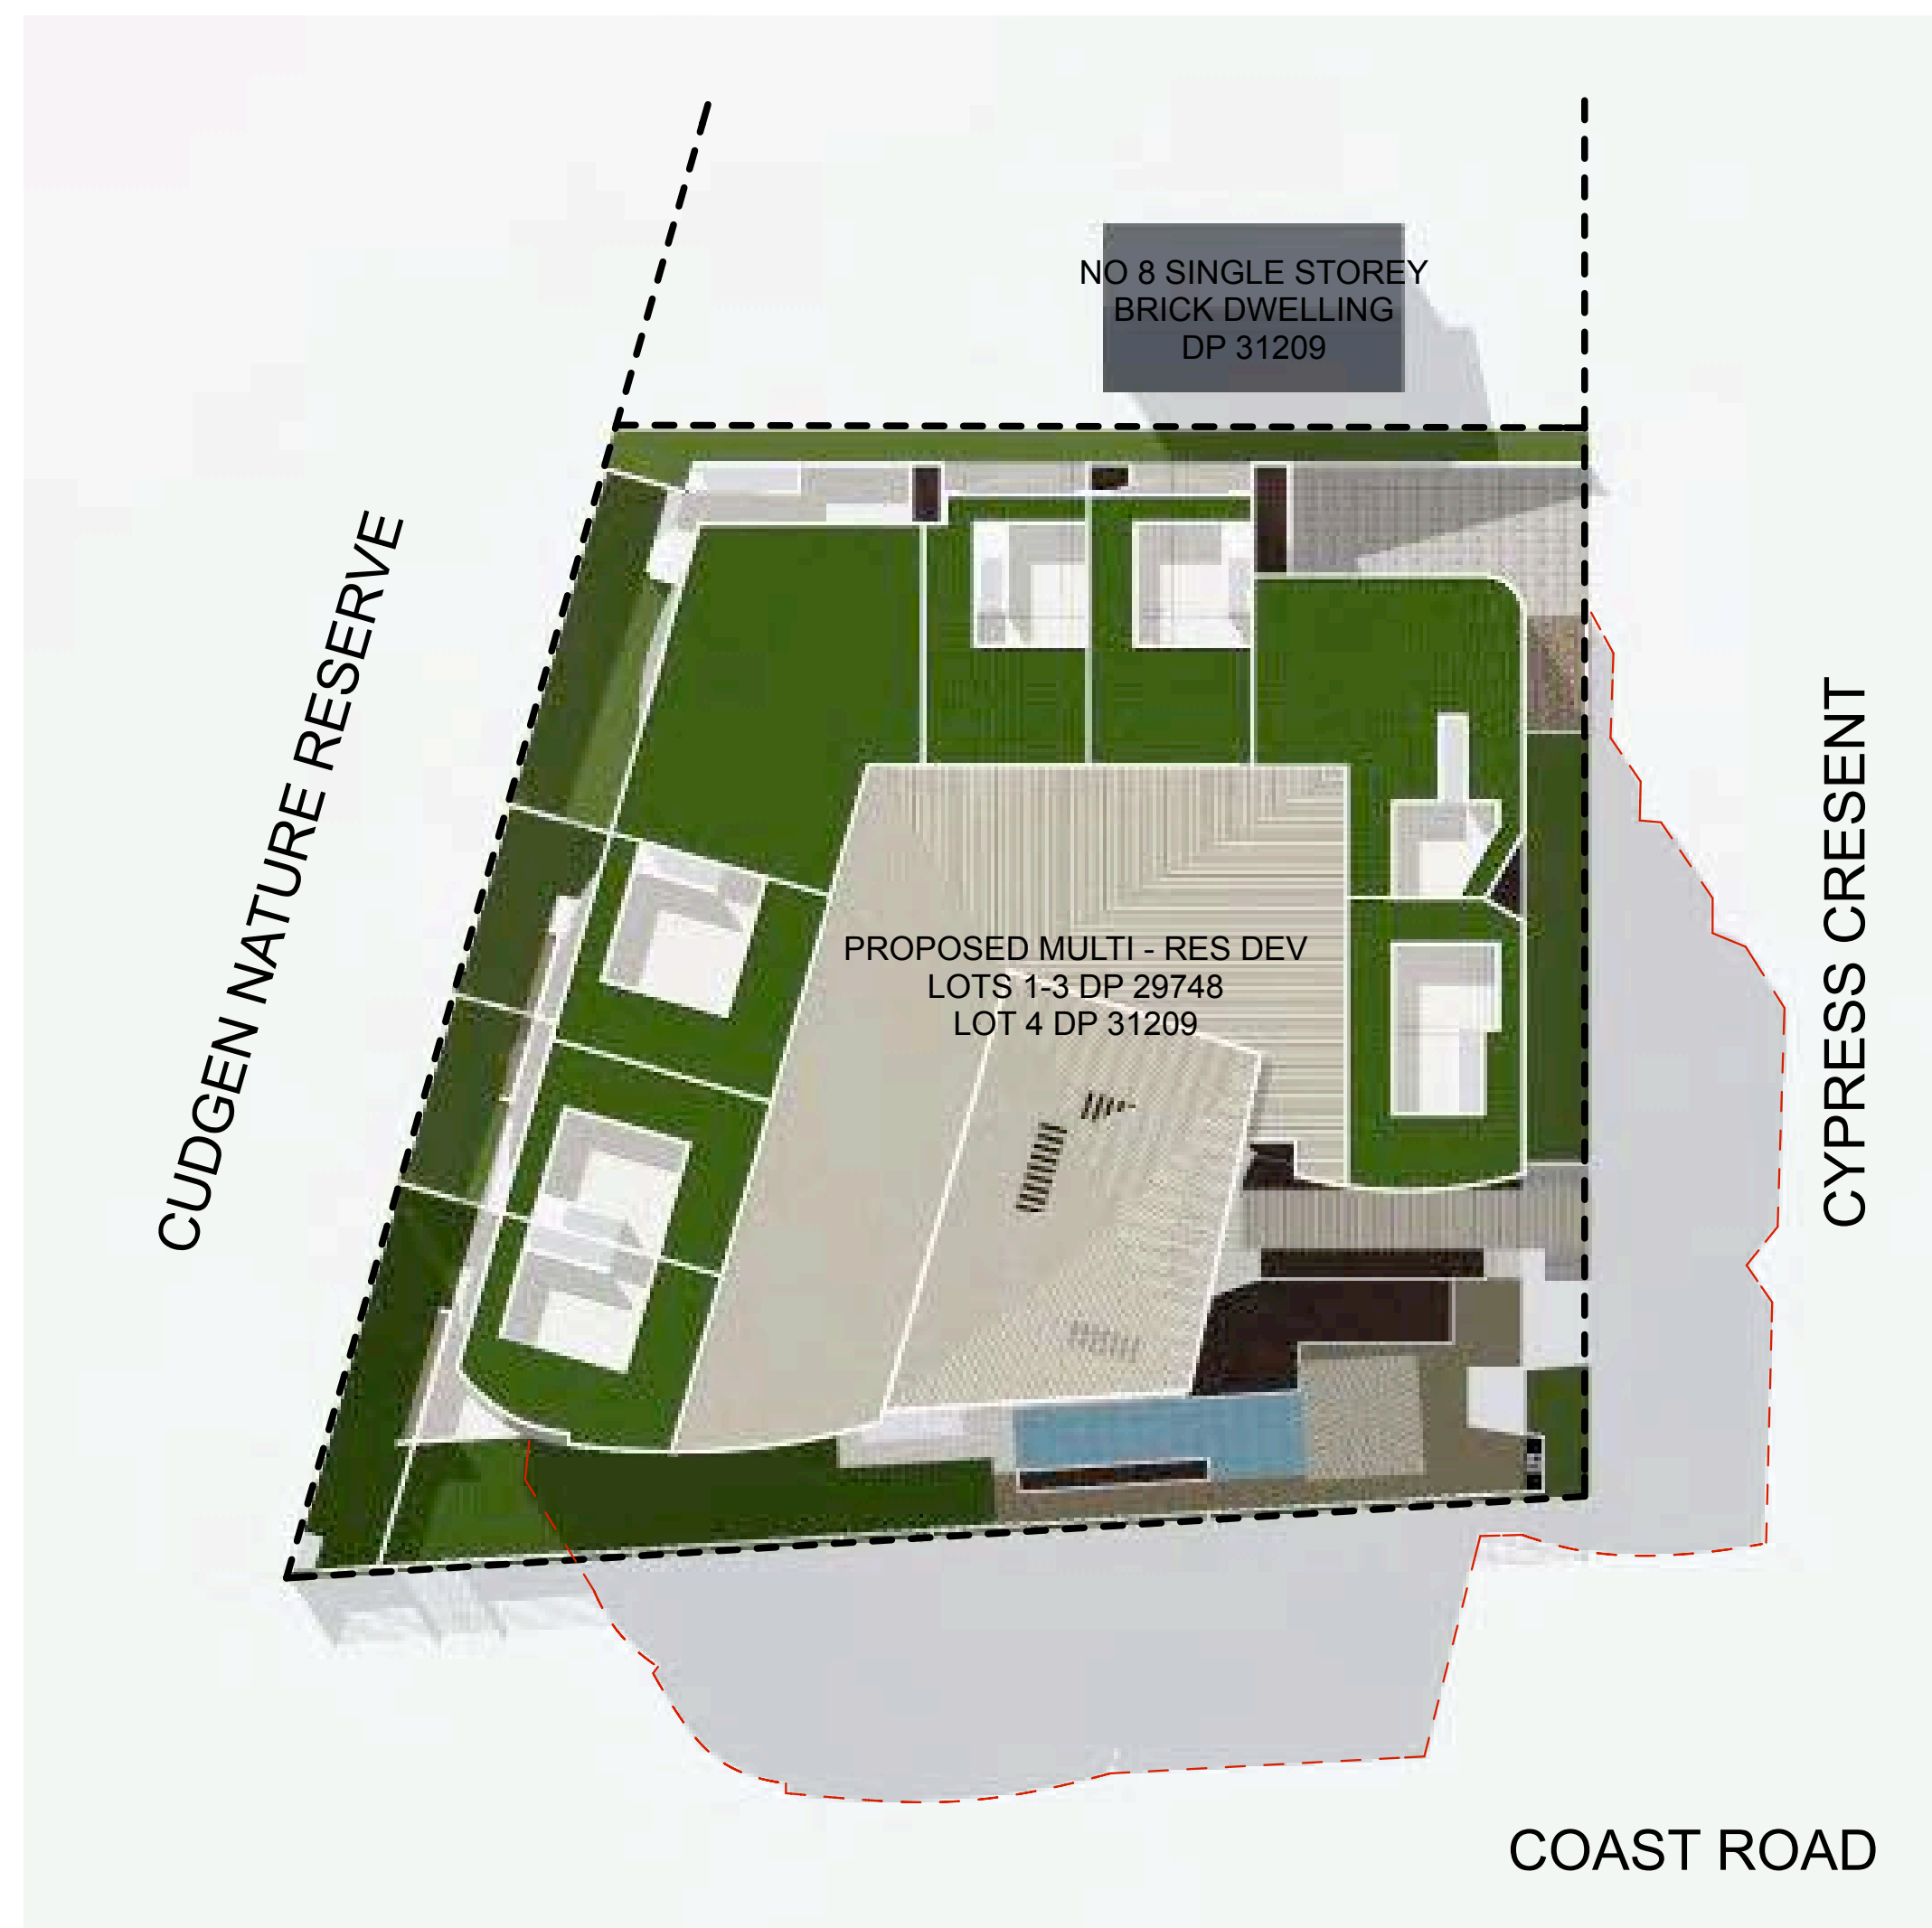 NO 8 SINGLE STOREY
BRICK DWELLING
DP 31209
CUDGEN NATURE RESERVE
PROPOSED MULTI - RES DEV
LOTS 1-3 DP 29748
LOT 4 DP 31209
CYPRESS CRESENT
COAST ROAD